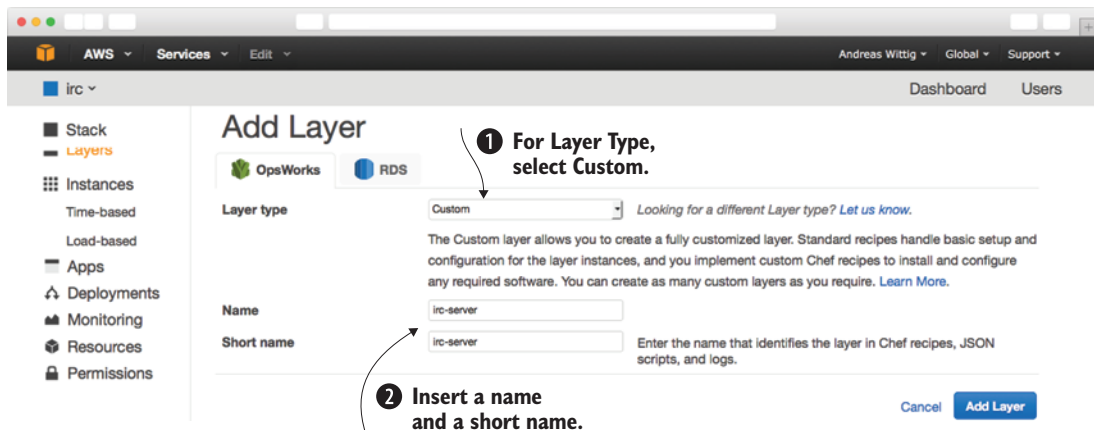 AWS Services Edit Andreas Wittig Global Support
irc Dashboard Users
Stack
Layers
Instances
Time-based
Load-based
Apps
Deployments
Monitoring
Resources
Permissions
Add Layer
1 For Layer Type,
select Custom.
OpsWorks RDS
Layer type Custom Looking for a different Layer type? Let us know.
The Custom layer allows you to create a fully customized layer. Standard recipes handle basic setup and
configuration for the layer instances, and you implement custom Chef recipes to install and configure
any required software. You can create as many custom layers as you require. Learn More.
Name irc-server
Short name irc-server Enter the name that identifies the layer in Chef recipes, JSON
scripts, and logs.
2 Insert a name
and a short name.
Cancel Add Layer